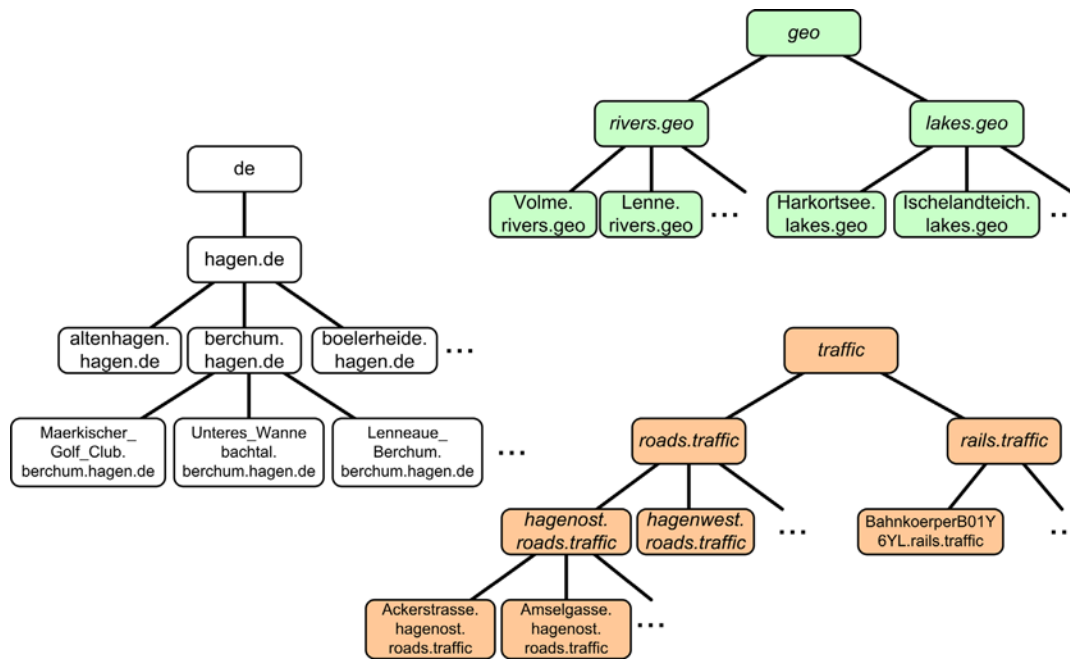 geo
rivers.geo
lakes.geo
Volme.
rivers.geo
Lenne.
rivers.geo
...
Harkortsee.
lakes.geo
Ischelandteich.
lakes.geo
...
de
hagen.de
altenhagen.
hagen.de
berchum.
hagen.de
boelerheide.
hagen.de
...
Maerkischer_
Golf_Club.
berchum.hagen.de
Unteres_Wanne
bachtal.
berchum.hagen.de
Lenneaue_
Berchum.
berchum.hagen.de
...
traffic
roads.traffic
rails.traffic
hagenost.
roads.traffic
hagenwest.
roads.traffic
...
BahnkoerperB01Y
6YL.rails.traffic
...
Ackerstrasse.
hagenost.
roads.traffic
Amselgasse.
hagenost.
roads.traffic
...